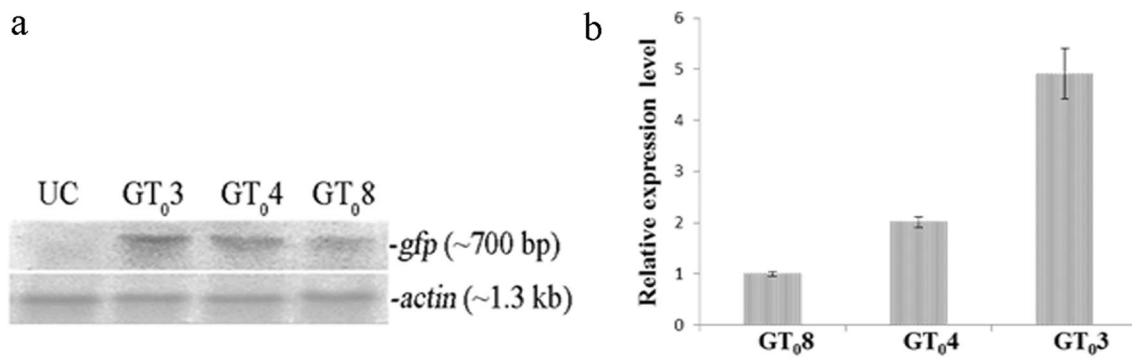 a
UC GT₀3 GT₀4 GT₀8
-gfp (~700 bp)
-actin (~1.3 kb)
b
Relative expression level
6
5
4
3
2
1
0
GT₀8 GT₀4 GT₀3